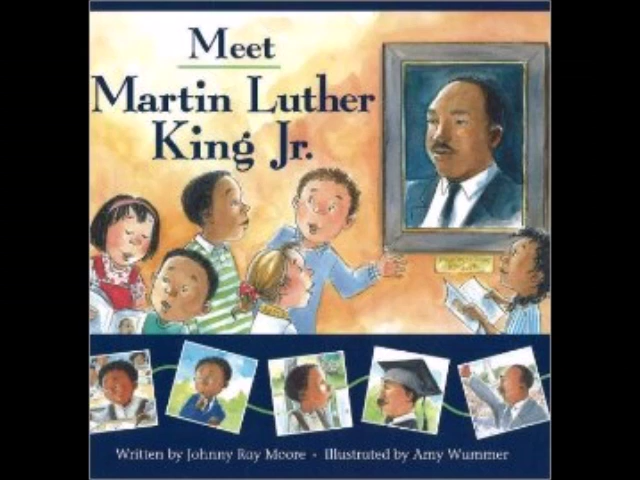 Meet
Martin Luther
King Jr.
Written by Johnny Ray Moore • Illustrated by Amy Wummer